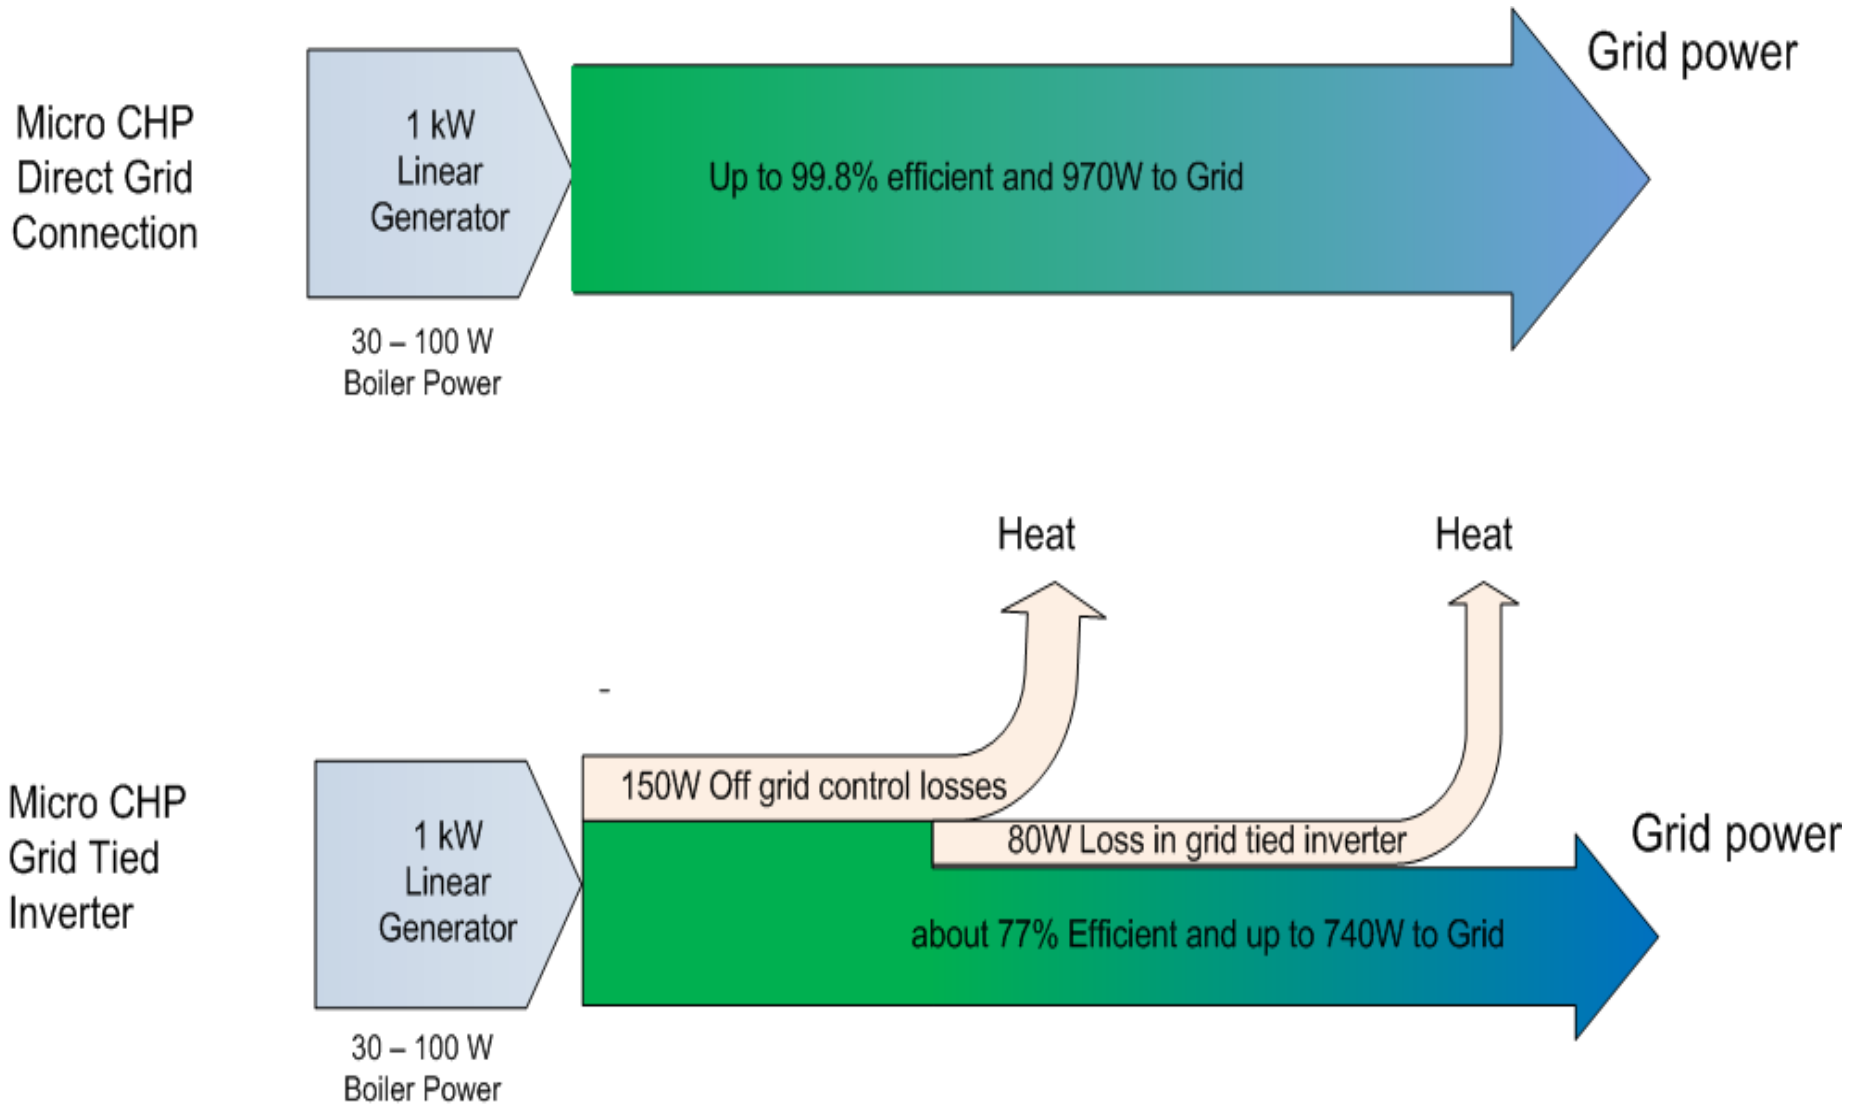 Grid power
Micro CHP
Direct Grid
Connection
1 kW
Linear
Generator
Up to 99.8% efficient and 970W to Grid
30 – 100 W
Boiler Power
Heat
Heat
-
150W Off grid control losses
Micro CHP
Grid Tied
Inverter
1 kW
Linear
Generator
80W Loss in grid tied inverter
Grid power
about 77% Efficient and up to 740W to Grid
30 – 100 W
Boiler Power